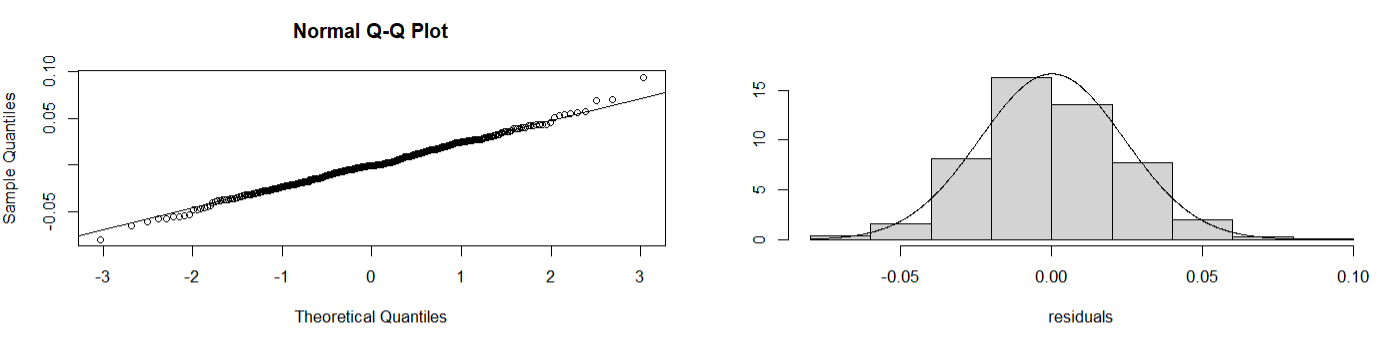 Normal Q-Q Plot
Sample Quantiles
0.10
0.05
-0.05
-3 -2 -1 0 1 2 3
Theoretical Quantiles
15
10
5
0
-0.05 0.00 0.05 0.10
residuals